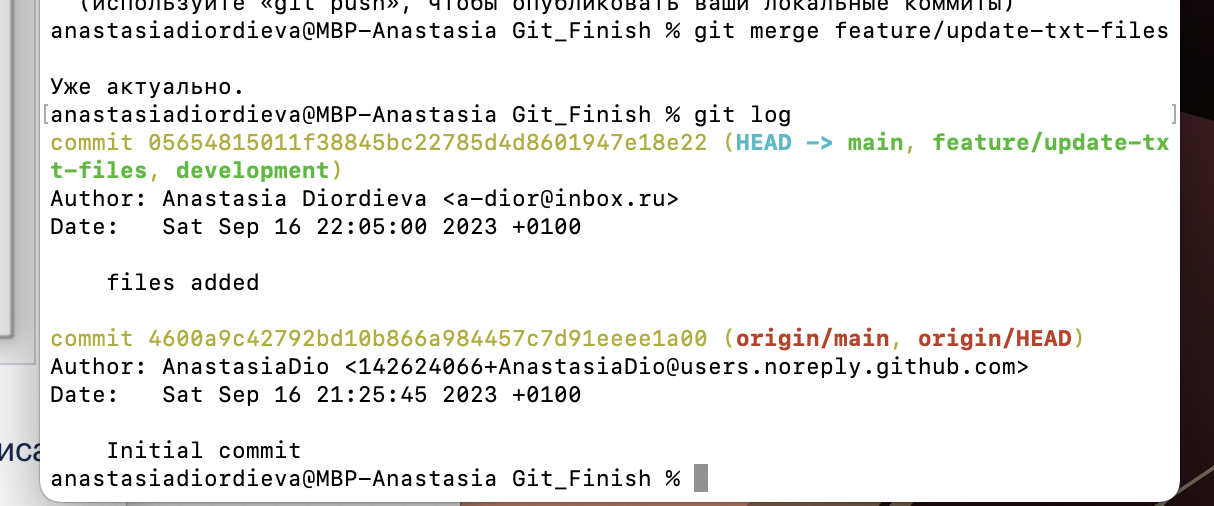 (используйте «git push», чтобы опубликовать ваши локальные коммиты)
anastasiadiordieva@MBP-Anastasia Git_Finish % git merge feature/update-txt-files
Уже актуально.
[anastasiadiordieva@MBP-Anastasia Git_Finish % git log ]
commit 05654815011f38845bc22785d4d8601947e18e22 (HEAD -> main, feature/update-tx
t-files, development)
Author: Anastasia Diordieva <a-dior@inbox.ru>
Date:   Sat Sep 16 22:05:00 2023 +0100
files added
commit 4600a9c42792bd10b866a984457c7d91eeee1a00 (origin/main, origin/HEAD)
Author: AnastasiaDio <142624066+AnastasiaDio@users.noreply.github.com>
Date:   Sat Sep 16 21:25:45 2023 +0100
Initial commit
anastasiadiordieva@MBP-Anastasia Git_Finish %